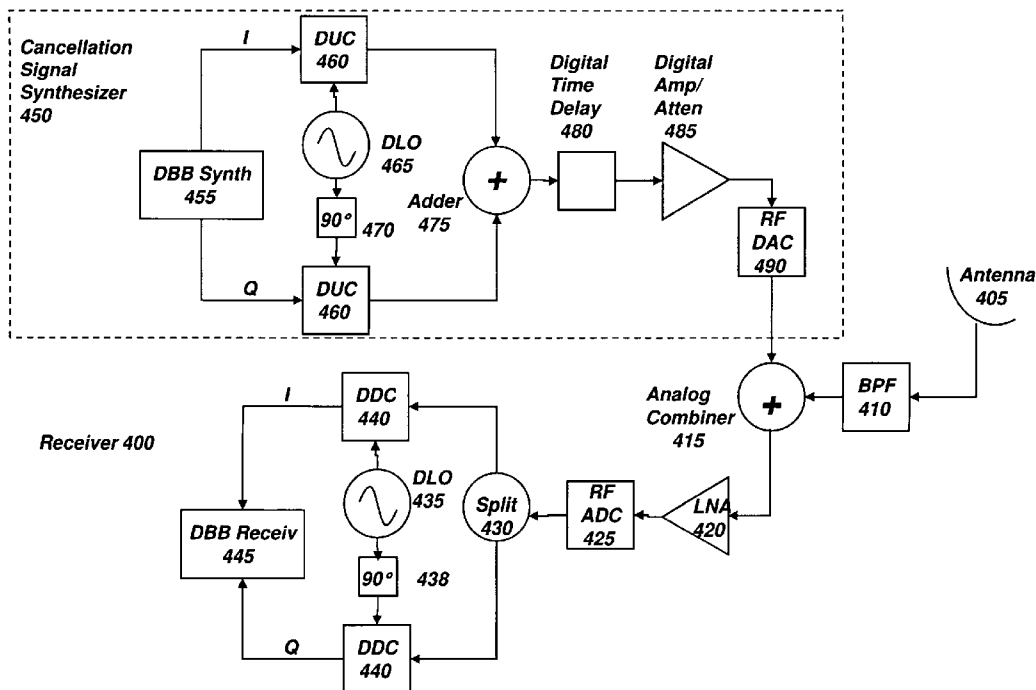 Cancellation
Signal
Synthesizer
450
I
DUC
460
DLO
465
DBB Synth
455
90°
470
Q
DUC
460
Adder
475
+
Digital
Time
Delay
480
Digital
Amp/
Atten
485
RF
DAC
490
Antenna
405
BPF
410
Analog
Combiner
415
+
Receiver 400
I
DDC
440
DLO
435
Split
430
RF
ADC
425
LNA
420
DBB Receiv
445
90°
438
Q
DDC
440